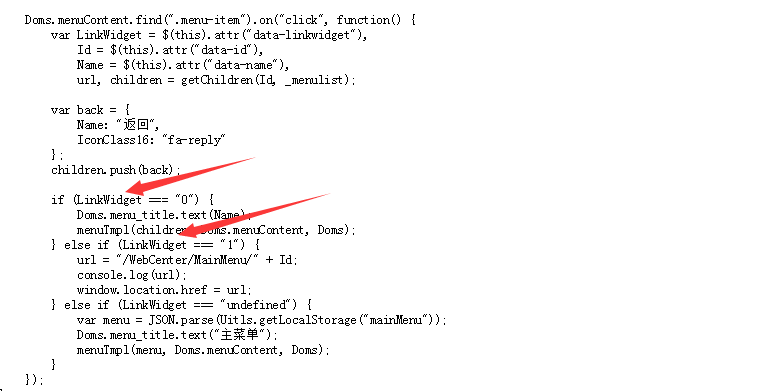 Doms.menuContent.find(".menu-item").on("click", function() {
    var LinkWidget = $(this).attr("data-linkwidget"),
        Id = $(this).attr("data-id"),
        Name = $(this).attr("data-name"),
        url, children = getChildren(Id, _menulist);
    var back = {
        Name: "返回",
        IconClass16: "fa-reply"
    };
    children.push(back);
    if (LinkWidget === "0") {
        Doms.menu_title.text(Name);
        menuTmpl(children, Doms.menuContent, Doms);
    } else if (LinkWidget === "1") {
        url = "/WebCenter/MainMenu/" + Id;
        console.log(url);
        window.location.href = url;
    } else if (LinkWidget === "undefined") {
        var menu = JSON.parse(Uitls.getLocalStorage("mainMenu"));
        Doms.menu_title.text("主菜单");
        menuTmpl(menu, Doms.menuContent, Doms);
    }
});